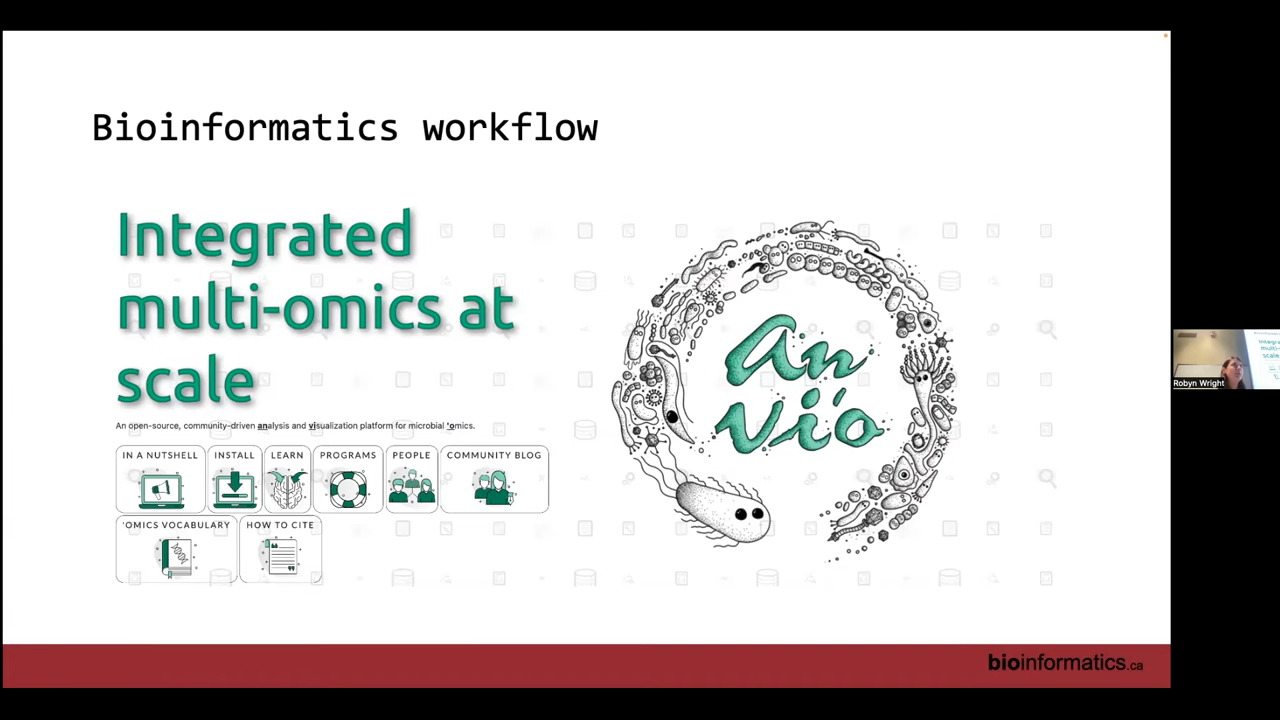 Bioinformatics workflow
Integrated
multi-omics at
scale
An open-source, community-driven analysis and visualization platform for microbial 'omics.
IN A NUTSHELL
INSTALL
LEARN
PROGRAMS
PEOPLE
COMMUNITY BLOG
'OMICS VOCABULARY
HOW TO CITE
an
vi'o
Robyn Wright
bioinformatics.ca